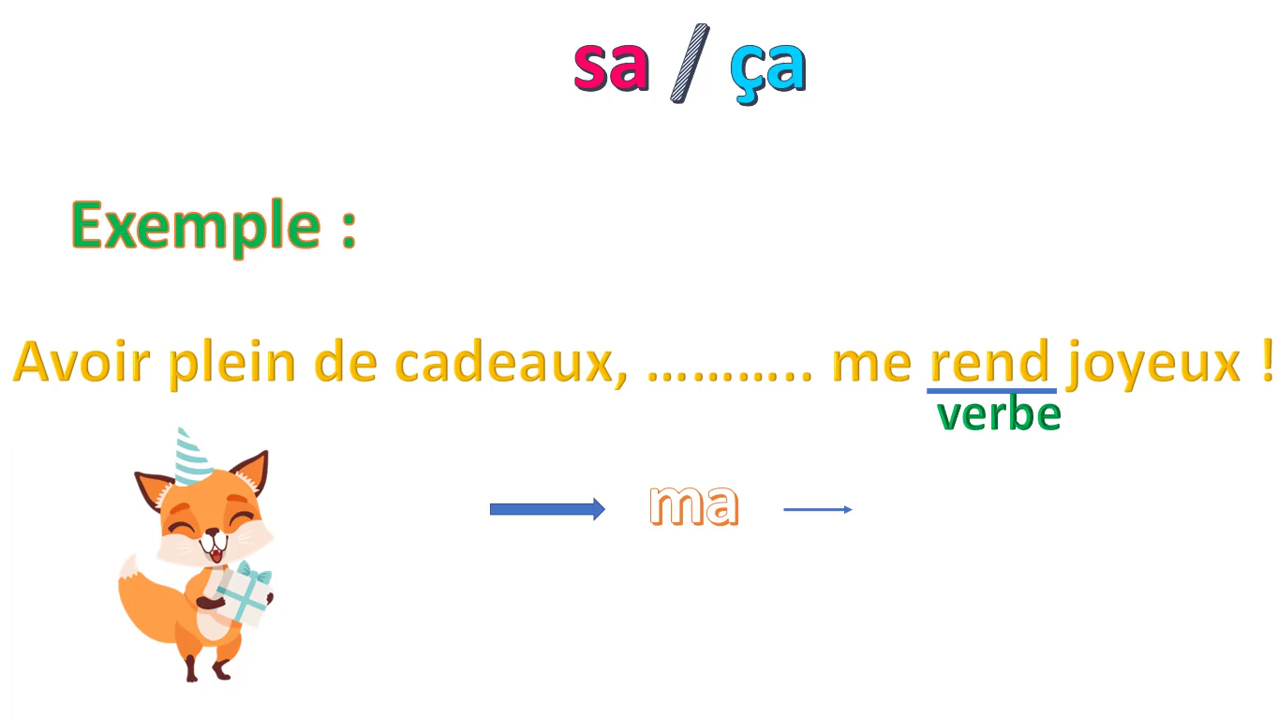 sa / ça
Exemple :
Avoir plein de cadeaux, ……….. me rend joyeux !
verbe
ma